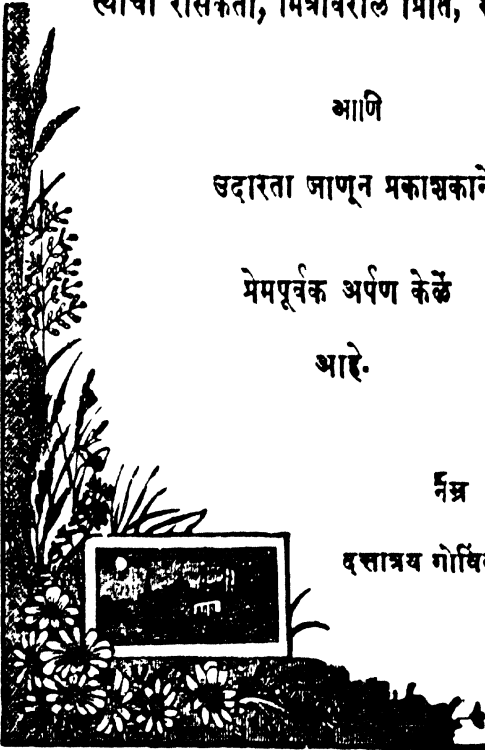 त्यांची रसिकता, मित्रांवरील प्रीति,
आणि
उदारता जाणून प्रकाशकानें
प्रेमपूर्वक अर्पण केलें
आहे.
नम्र
दत्तात्रय